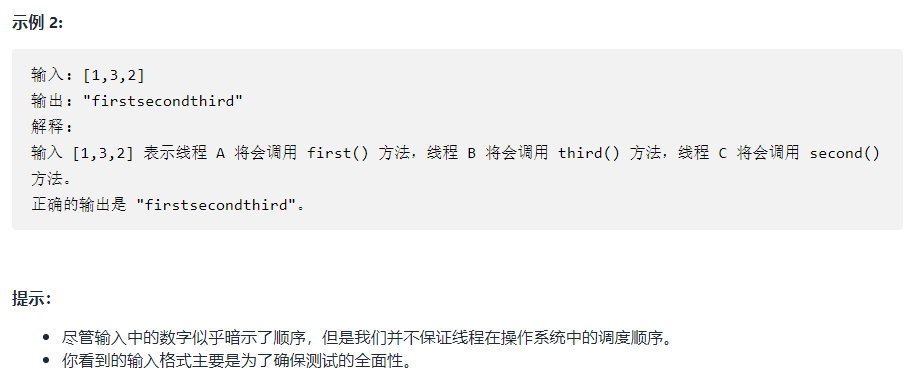 示例 2:
输入: [1,3,2]
输出: "firstsecondthird"
解释:
输入 [1,3,2] 表示线程 A 将会调用 first() 方法，线程 B 将会调用 third() 方法，线程 C 将会调用 second()
方法。
正确的输出是 "firstsecondthird"。
提示：
• 尽管输入中的数字似乎暗示了顺序，但是我们并不保证线程在操作系统中的调度顺序。
• 你看到的输入格式主要是为了确保测试的全面性。